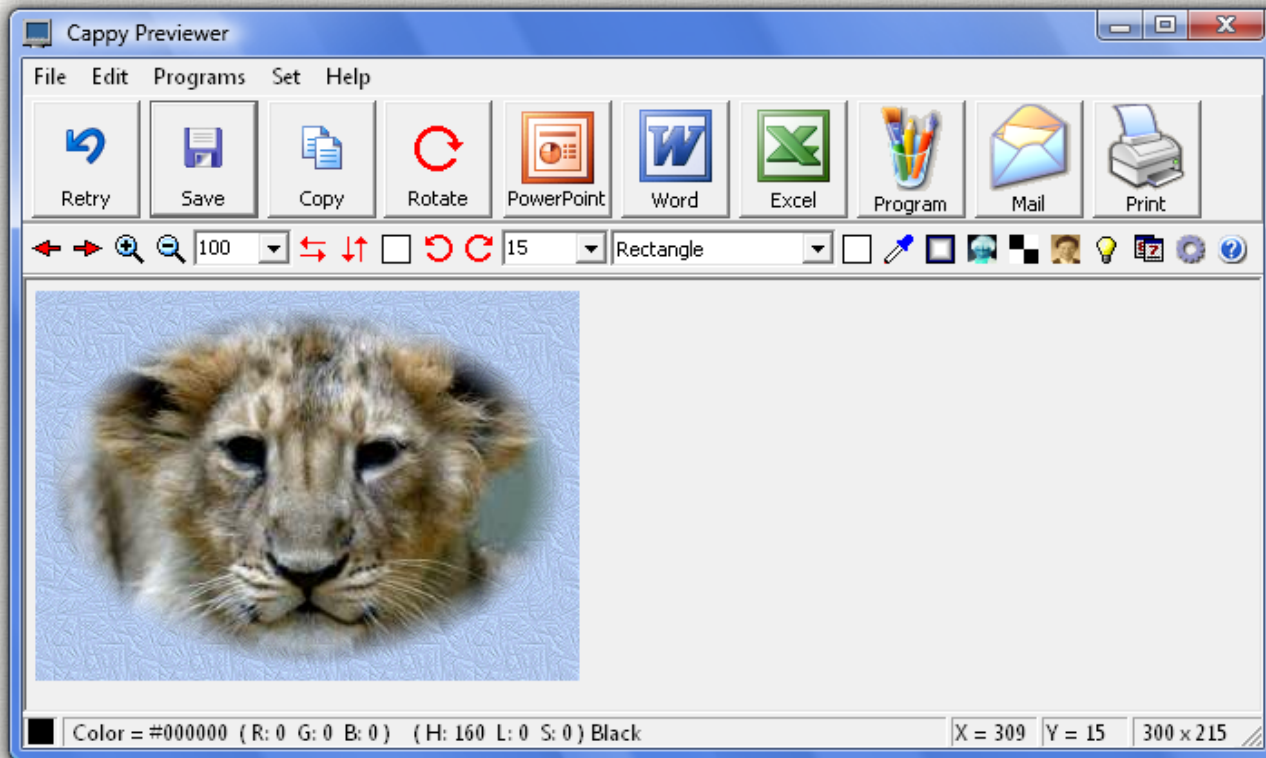 Cappy Previewer
File Edit Programs Set Help
Retry Save Copy Rotate PowerPoint Word Excel Program Mail Print
100 15 Rectangle
Color = #000000 ( R: 0 G: 0 B: 0 ) ( H: 160 L: 0 S: 0 ) Black X = 309 Y = 15 300 x 215